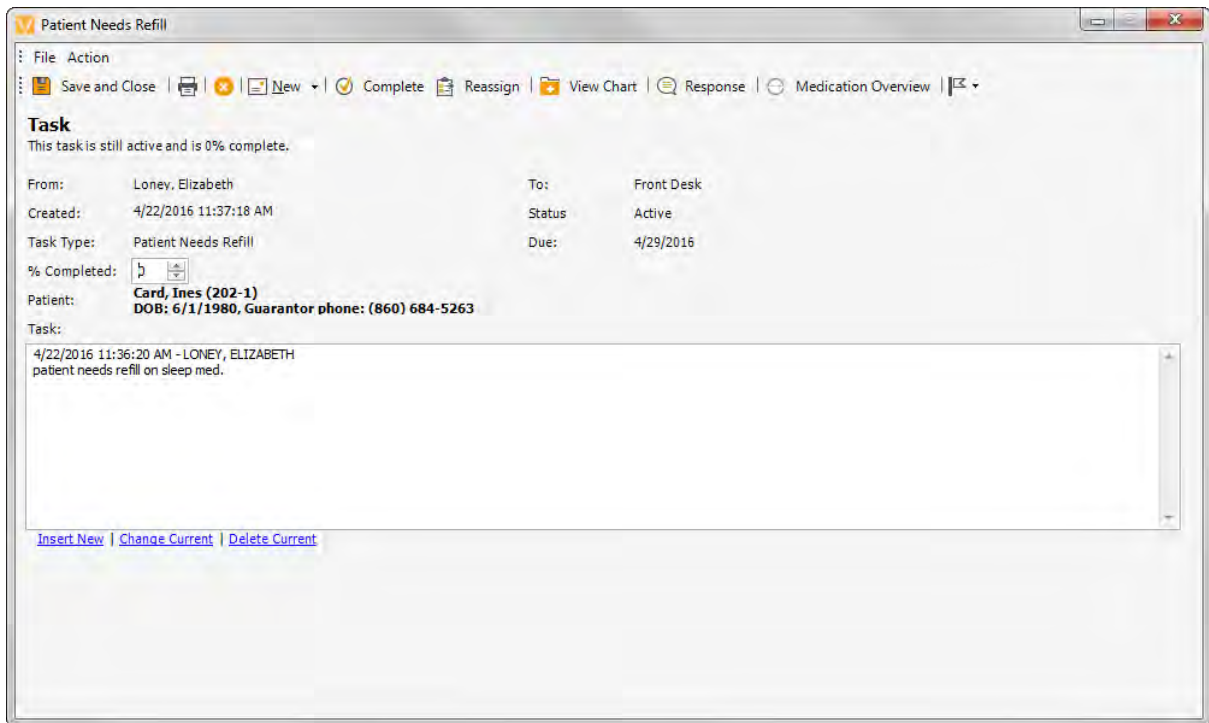 Patient Needs Refill
File Action
Save and Close New Complete Reassign View Chart Response Medication Overview
Task
This task is still active and is 0% complete.
From: Loney, Elizabeth To: Front Desk
Created: 4/22/2016 11:37:18 AM Status Active
Task Type: Patient Needs Refill Due: 4/29/2016
% Completed:
Patient: Card, Ines (202-1)
DOB: 6/1/1980, Guarantor phone: (860) 684-5263
Task:
4/22/2016 11:36:20 AM - LONEY, ELIZABETH
patient needs refill on sleep med.
Insert New | Change Current | Delete Current